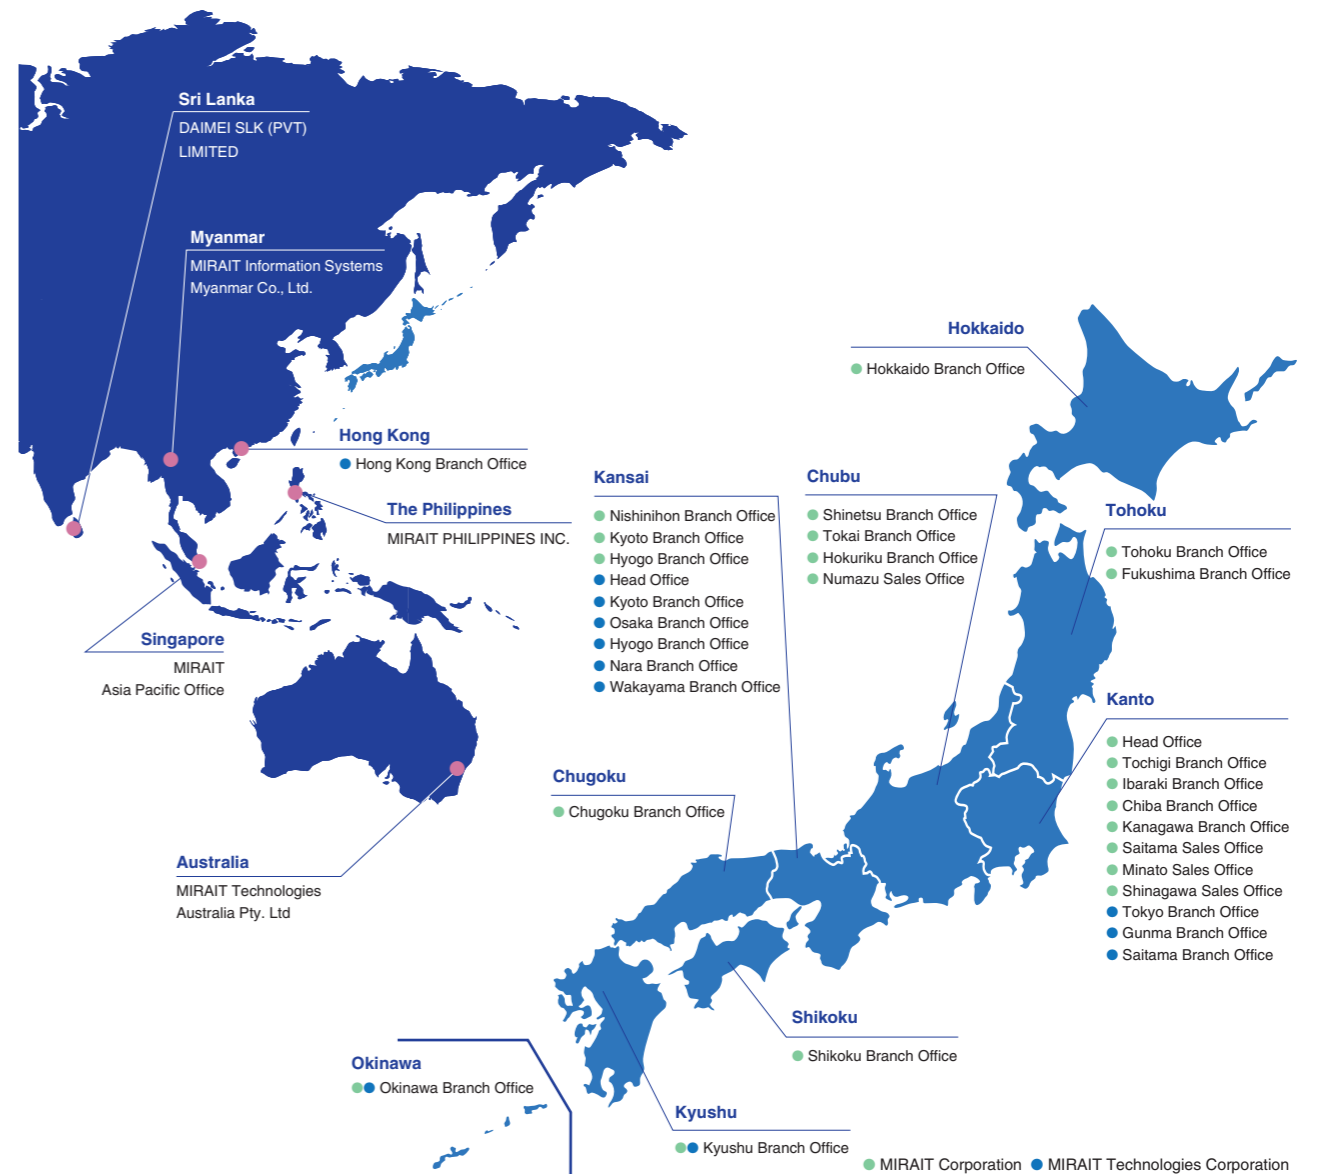 Sri Lanka
DAIMEI SLK (PVT)
LIMITED
Myanmar
MIRAIT Information Systems
Myanmar Co., Ltd.
Hong Kong
Hong Kong Branch Office
The Philippines
MIRAIT PHILIPPINES INC.
Singapore
MIRAIT
Asia Pacific Office
Australia
MIRAIT Technologies
Australia Pty. Ltd
Hokkaido
Hokkaido Branch Office
Kansai
Nishinihon Branch Office
Kyoto Branch Office
Hyogo Branch Office
Head Office
Kyoto Branch Office
Osaka Branch Office
Hyogo Branch Office
Nara Branch Office
Wakayama Branch Office
Chubu
Shinetsu Branch Office
Tokai Branch Office
Hokuriku Branch Office
Numazu Sales Office
Tohoku
Tohoku Branch Office
Fukushima Branch Office
Kanto
Head Office
Tochigi Branch Office
Ibaraki Branch Office
Chiba Branch Office
Kanagawa Branch Office
Saitama Sales Office
Minato Sales Office
Shinagawa Sales Office
Tokyo Branch Office
Gunma Branch Office
Saitama Branch Office
Chugoku
Chugoku Branch Office
Shikoku
Shikoku Branch Office
Okinawa
Okinawa Branch Office
Kyushu
Kyushu Branch Office
MIRAIT Corporation
MIRAIT Technologies Corporation